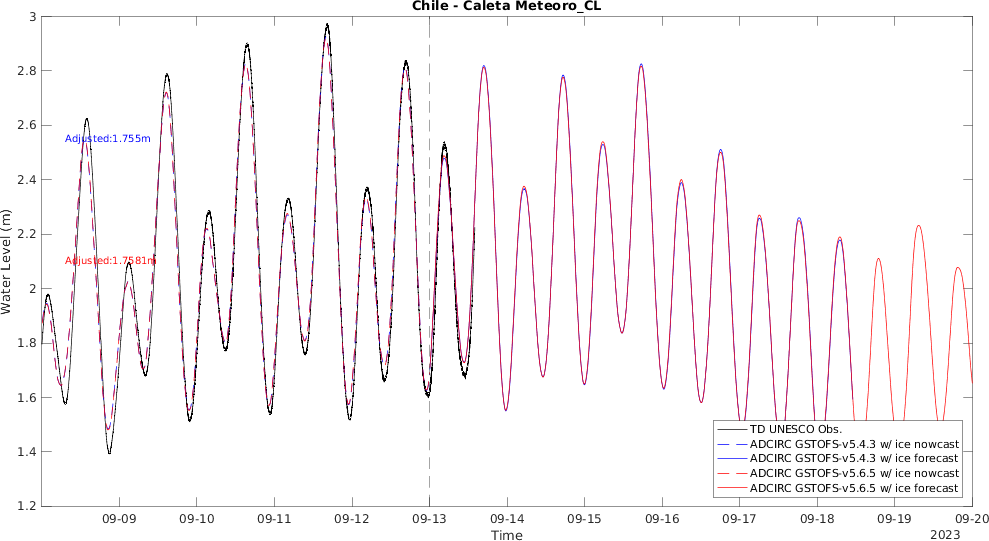 Chile - Caleta Meteoro_CL
3
2.8
2.6
2.4
2.2
2
1.8
1.6
1.4
1.2
Water Level (m)
Adjusted:1.755m
Adjusted:1.7581m
TD UNESCO Obs.
ADCIRC GSTOFS-v5.4.3 w/ ice nowcast
ADCIRC GSTOFS-v5.4.3 w/ ice forecast
ADCIRC GSTOFS-v5.6.5 w/ ice nowcast
ADCIRC GSTOFS-v5.6.5 w/ ice forecast
09-09 09-10 09-11 09-12 09-13 09-14 09-15 09-16 09-17 09-18 09-19 09-20
Time
2023